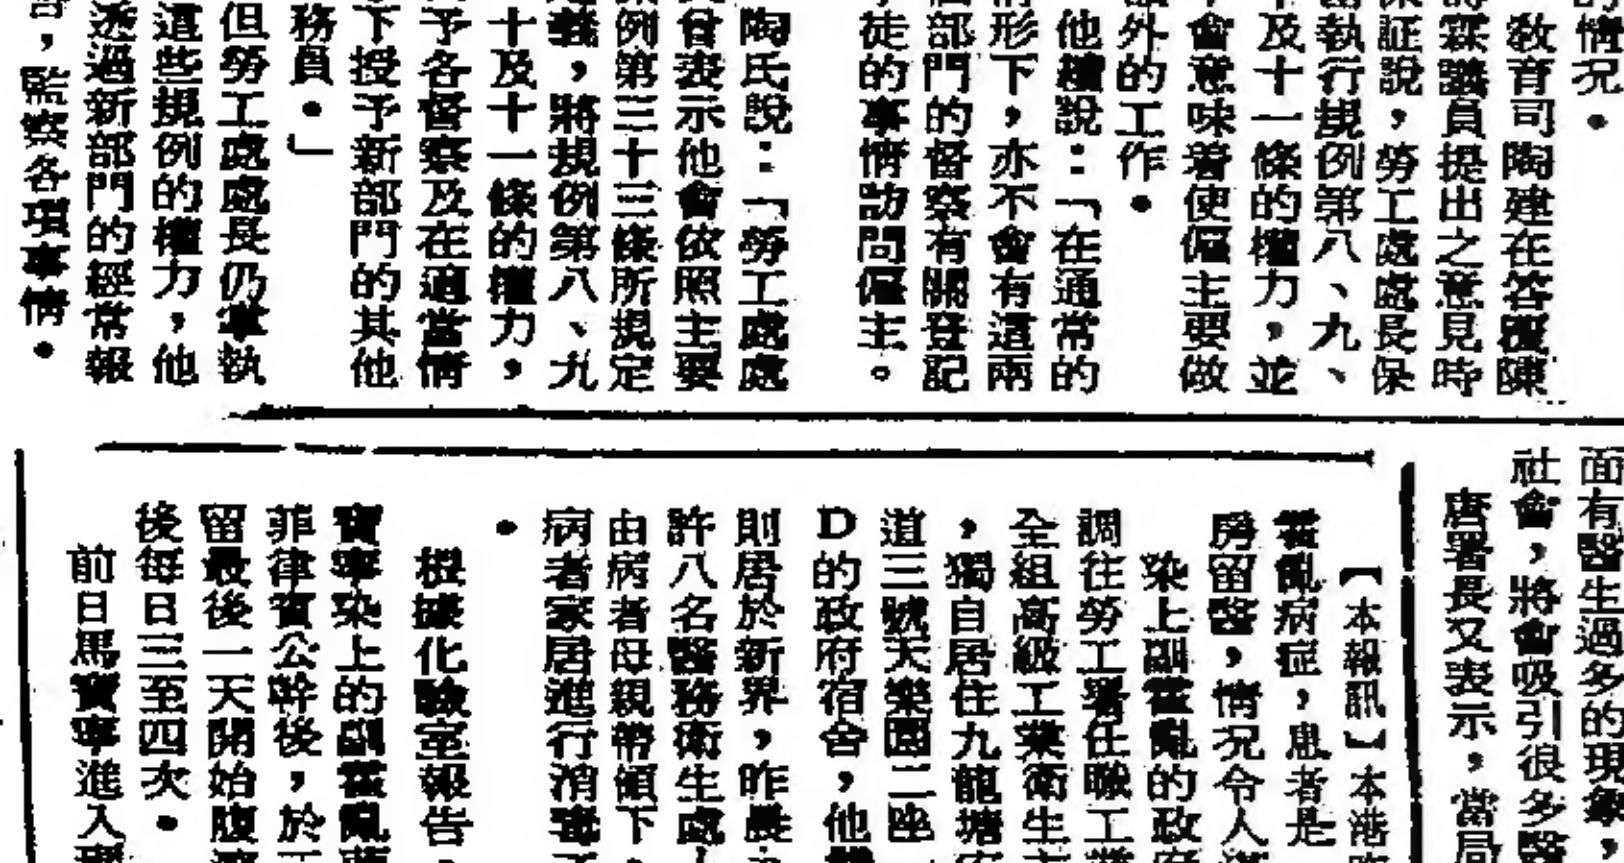 的情況。
教育司陶建在答覆陳
霖議員提出之意見時
保証說，勞工處處長保
留執行規例第八、九、
十及十一條的權力，並
不會意味着使僱主要做
額外的工作。
他續說：「在通常的
情形下，亦不會有這兩
個部門的督察有關登記
學徒的事情訪問僱主。
陶氏說：「勞工處處
長曾表示他會依照主要
條例第三十三條所規定
，將規例第八、九
十及十一條的權力，
授予各督察及在適當情
形下授予新部門的其他
務員。」
但勞工處處長仍掌執
這些規例的權力，他
透過新部門的經常報
告，監察各項事情。
面有醫生過多的現象，
社會，將會吸引很多醫
唐署長又表示，當局
【本報訊】本港昨
霍亂病症，患者是
房留醫，情况令人滿
染上副霍亂的政府
調往勞工署任職工業
全組高級工業衛生主
，獨自居住九龍塘
道三號天樂園二座
D的政府宿舍，他
則居於新界，昨晨
許八名醫務衛生處
由病者母親帶領下，
病者家居進行消毒
。
根據化驗室報告，
寶寧染上的副霍亂
菲律賓公幹後，於
留最後一天開始腹
後每日三至四次。
前日馬寶寧進入